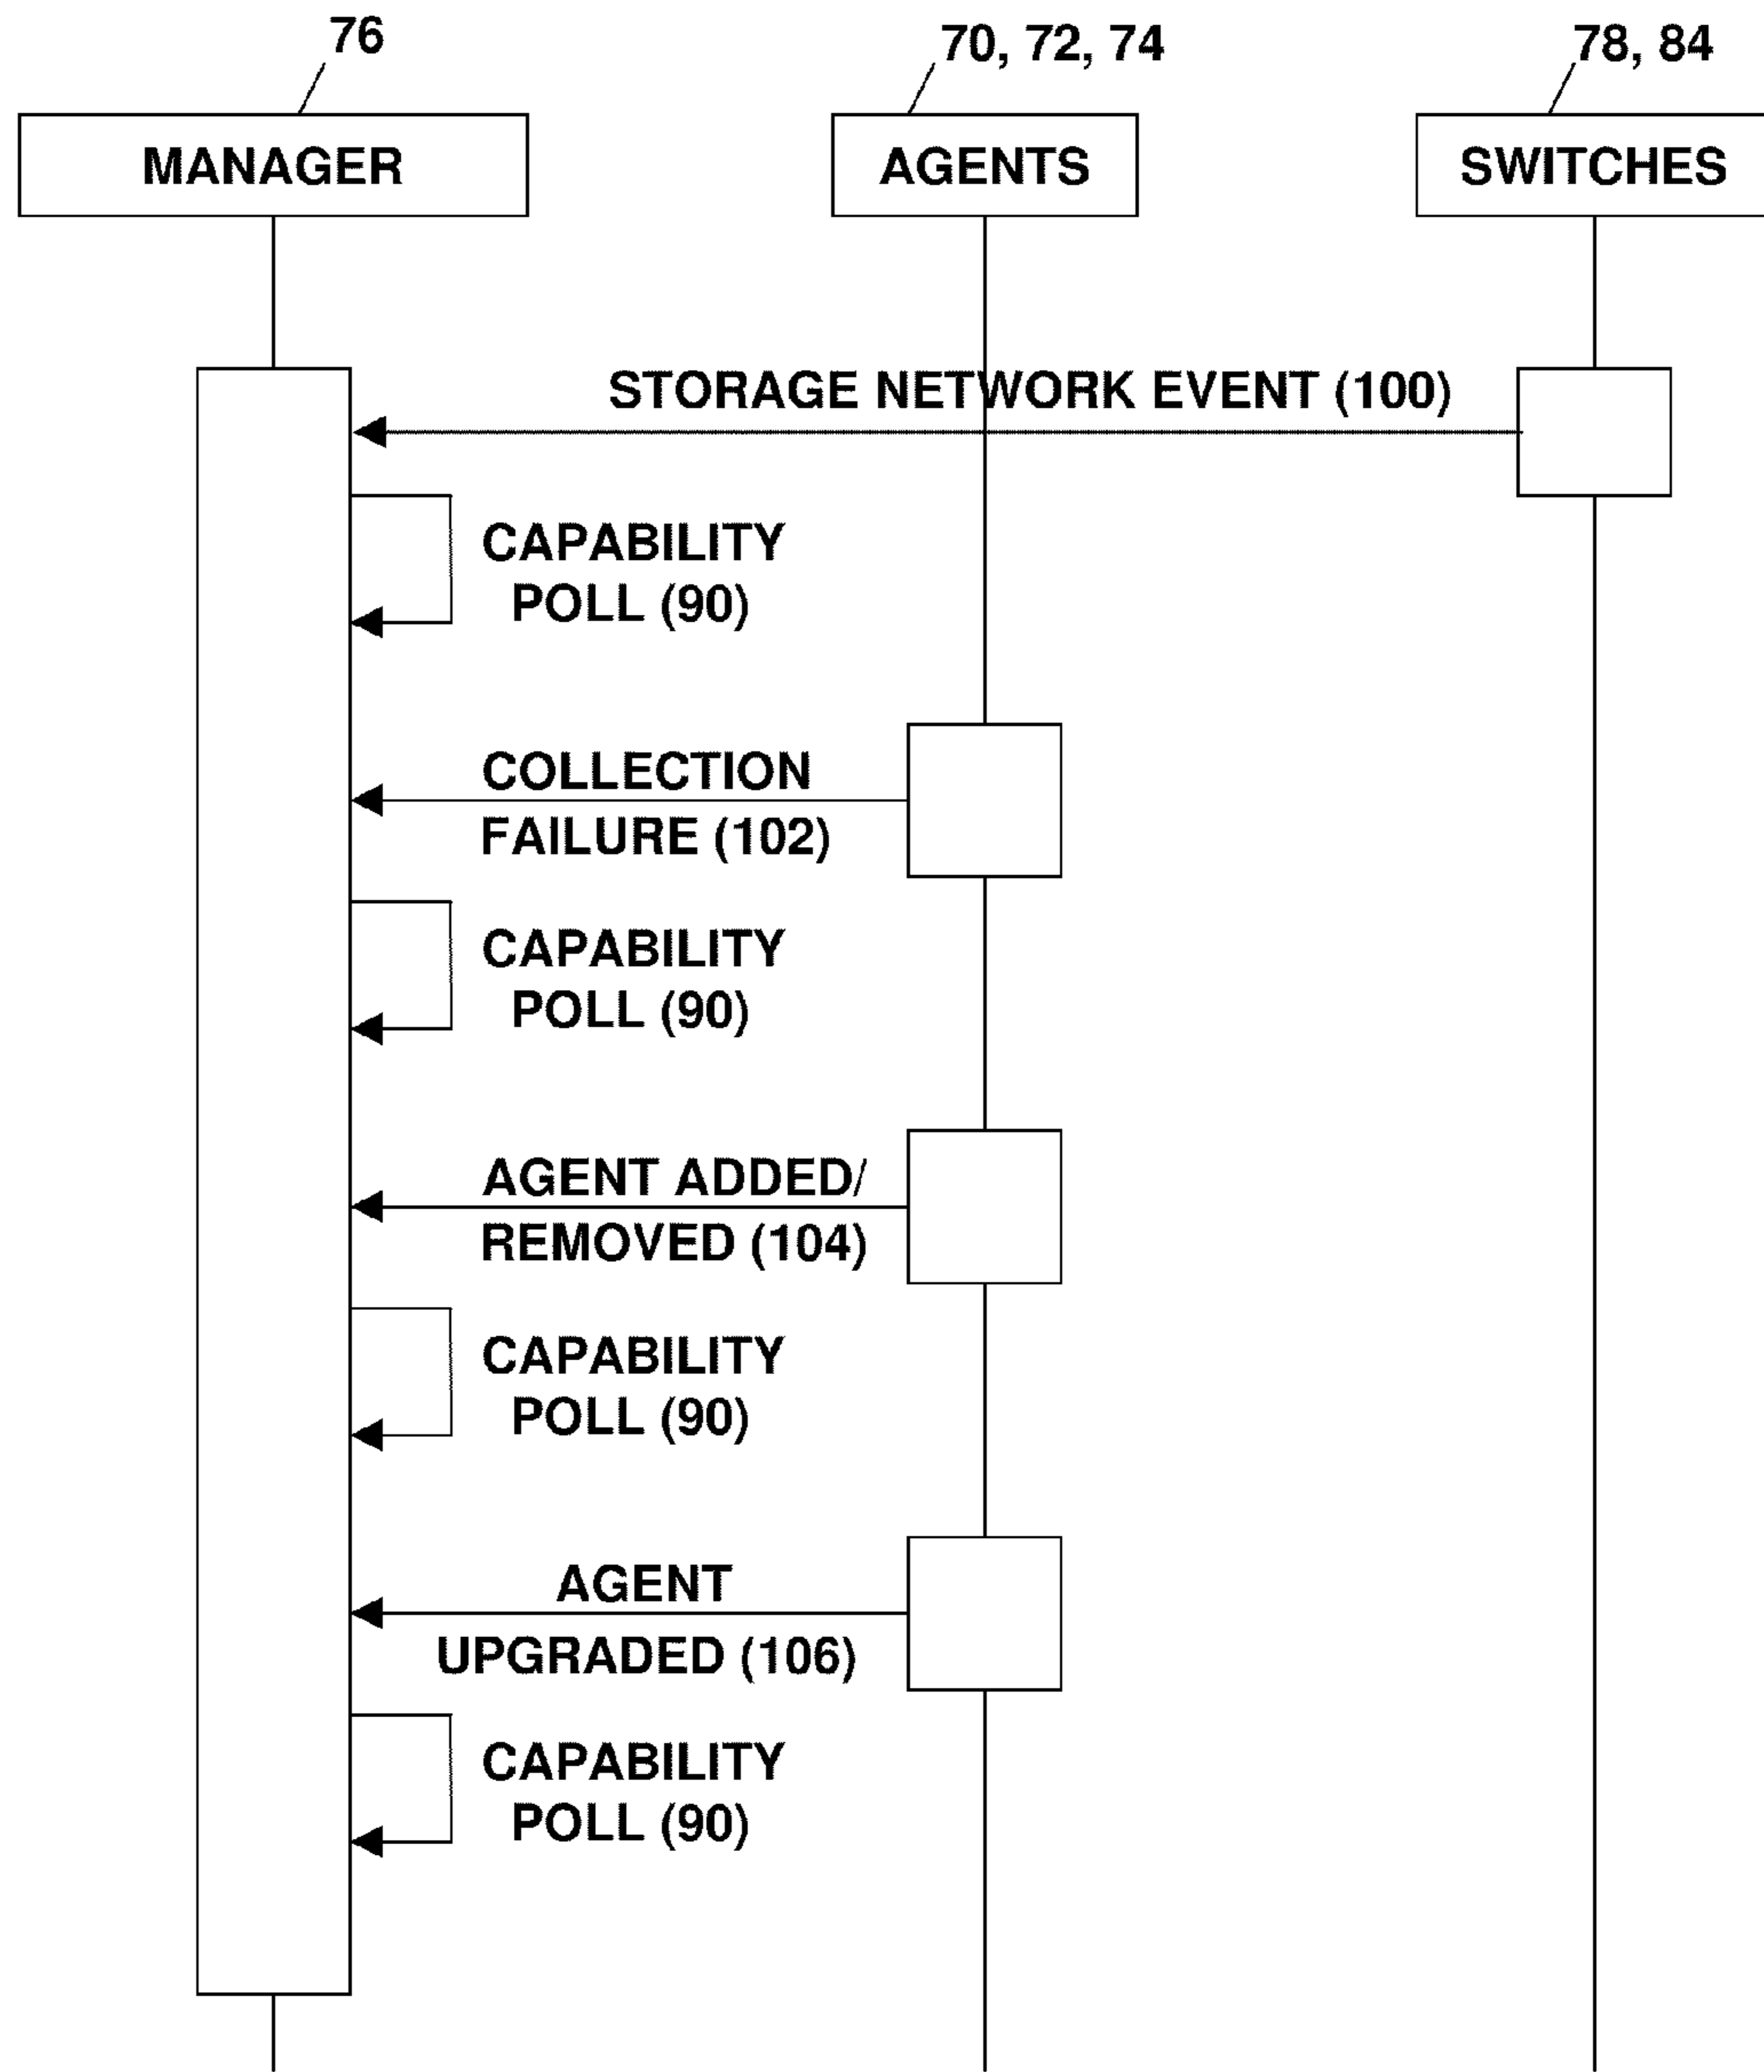 76
70, 72, 74
78, 84
MANAGER
AGENTS
SWITCHES
STORAGE NETWORK EVENT (100)
CAPABILITY
POLL (90)
COLLECTION
FAILURE (102)
CAPABILITY
POLL (90)
AGENT ADDED/
REMOVED (104)
CAPABILITY
POLL (90)
AGENT
UPGRADED (106)
CAPABILITY
POLL (90)